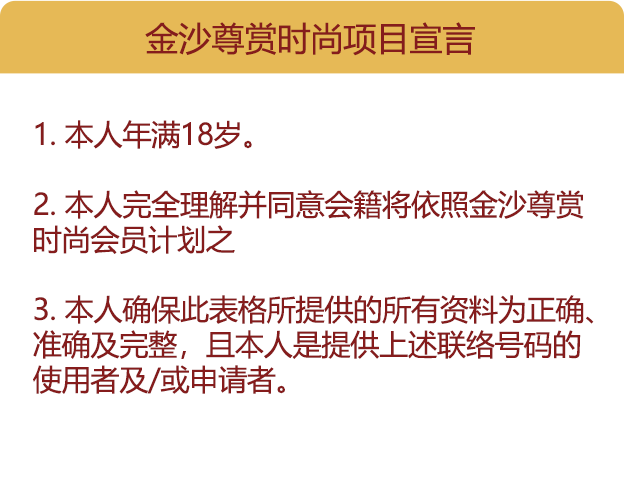 金沙尊赏时尚项目宣言
1. 本人年满18岁。
2. 本人完全理解并同意会籍将依照金沙尊赏
时尚会员计划之
3. 本人确保此表格所提供的所有资料为正确、
准确及完整，且本人是提供上述联络号码的
使用者及/或申请者。